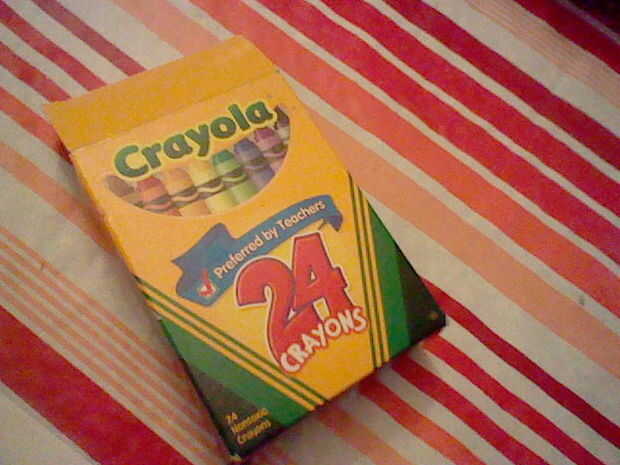 Crayola
Preferred by Teachers
24
CRAYONS
24
Nontoxic
Crayons